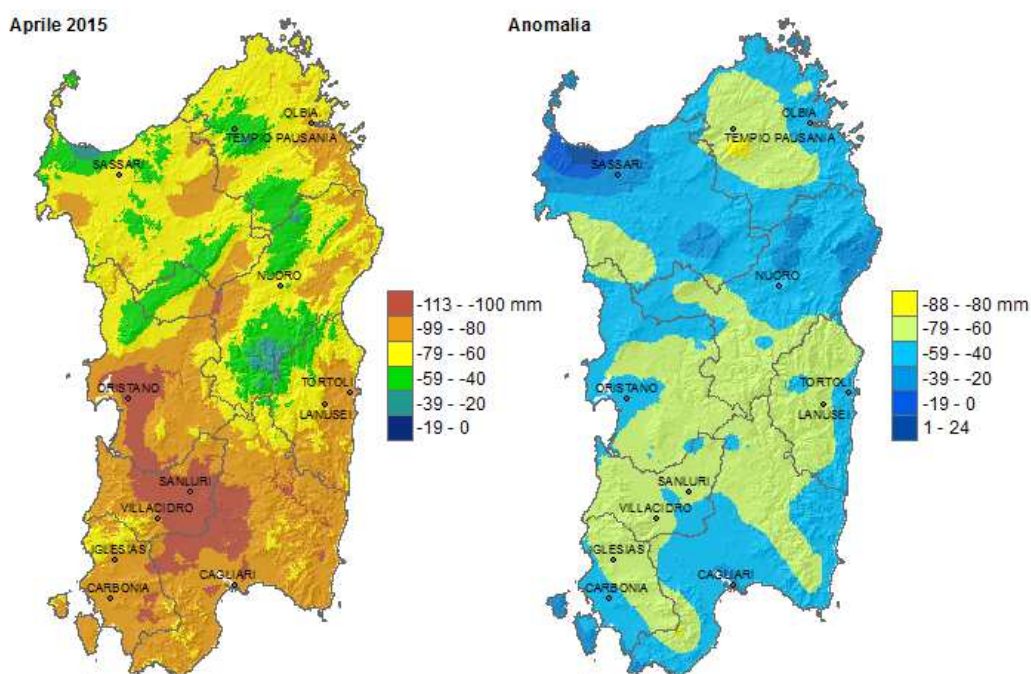 Aprile 2015
OLBIA
TEMPIO PAUSANIA
SASSARI
NUORO
ORISTANO
TORTOLI
LANUSEI
SANLURI
VILLACIDRO
IGLESIAS
CARBONIA
CAGLIARI
-113 - -100 mm
-99 - -80
-79 - -60
-59 - -40
-39 - -20
-19 - 0
Anomalia
OLBIA
TEMPIO PAUSANIA
SASSARI
NUORO
ORISTANO
TORTOLI
LANUSEI
SANLURI
VILLACIDRO
IGLESIAS
CARBONIA
CAGLIARI
-88 - -80 mm
-79 - -60
-59 - -40
-39 - -20
-19 - 0
1 - 24